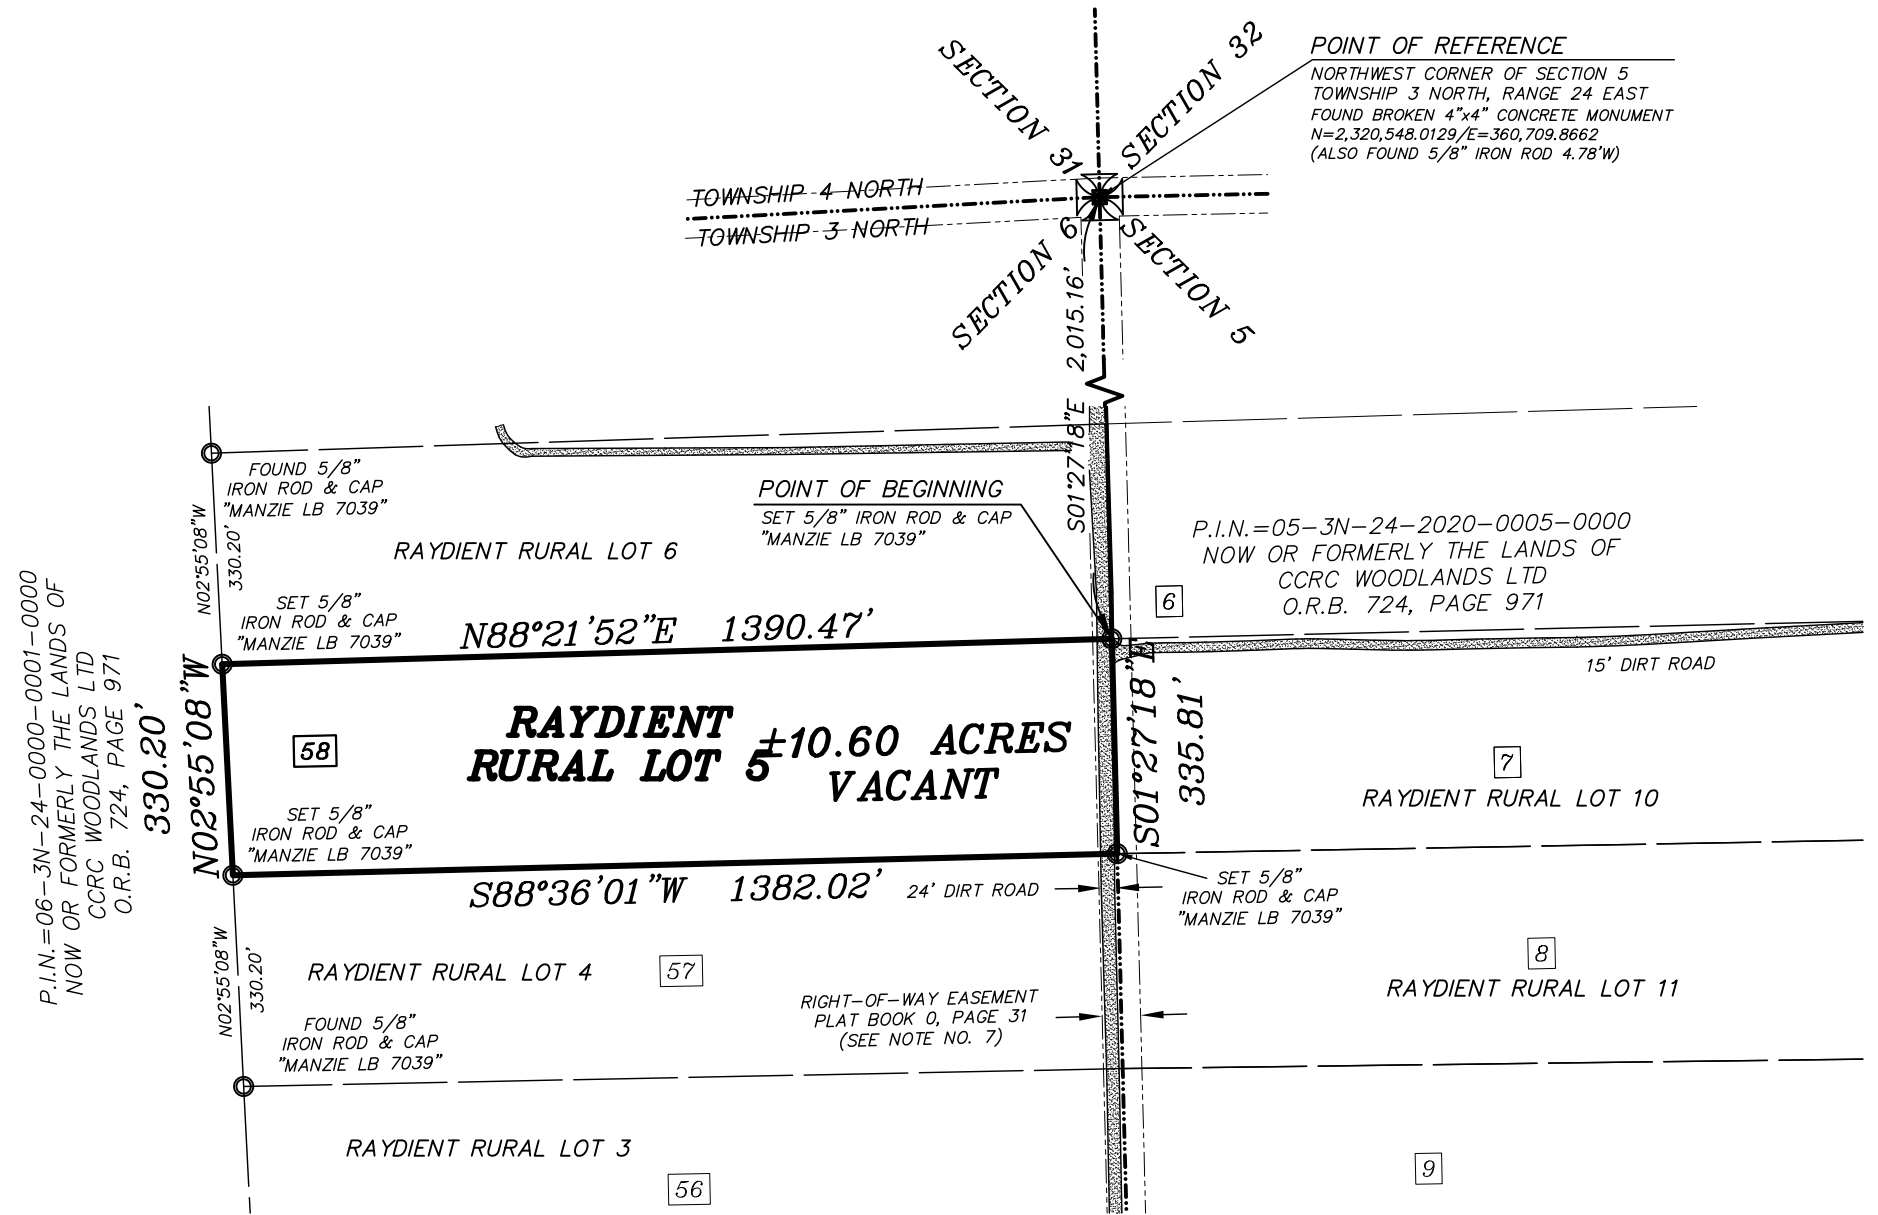 SECTION 31
SECTION 32
POINT OF REFERENCE
NORTHWEST CORNER OF SECTION 5
TOWNSHIP 3 NORTH, RANGE 24 EAST
FOUND BROKEN 4"x4" CONCRETE MONUMENT
N=2,320,548.0129/E=360,709.8662
(ALSO FOUND 5/8" IRON ROD 4.78'W)
TOWNSHIP 4 NORTH
TOWNSHIP 3 NORTH
SECTION 6
SECTION 5
S01°27'18"E 2,015.16'
FOUND 5/8"
IRON ROD & CAP
"MANZIE LB 7039"
N02°55'08"W
330.20'
RAYDIENT RURAL LOT 6
POINT OF BEGINNING
SET 5/8" IRON ROD & CAP
"MANZIE LB 7039"
P.I.N.=05-3N-24-2020-0005-0000
NOW OR FORMERLY THE LANDS OF
CCRC WOODLANDS LTD
O.R.B. 724, PAGE 971
6
SET 5/8"
IRON ROD & CAP
"MANZIE LB 7039"
N88°21'52"E 1390.47'
15' DIRT ROAD
P.I.N.=06-3N-24-0000-0001-0000
NOW OR FORMERLY THE LANDS OF
CCRC WOODLANDS LTD
O.R.B. 724, PAGE 971
330.20'
N02°55'08"W
58
RAYDIENT
RURAL LOT 5
±10.60 ACRES
VACANT
S01°27'18"E
335.81'
7
RAYDIENT RURAL LOT 10
SET 5/8"
IRON ROD & CAP
"MANZIE LB 7039"
S88°36'01"W 1382.02'
24' DIRT ROAD
SET 5/8"
IRON ROD & CAP
"MANZIE LB 7039"
N02°55'08"W
330.20'
RAYDIENT RURAL LOT 4
57
8
RAYDIENT RURAL LOT 11
RIGHT-OF-WAY EASEMENT
PLAT BOOK 0, PAGE 31
(SEE NOTE NO. 7)
FOUND 5/8"
IRON ROD & CAP
"MANZIE LB 7039"
RAYDIENT RURAL LOT 3
56
9